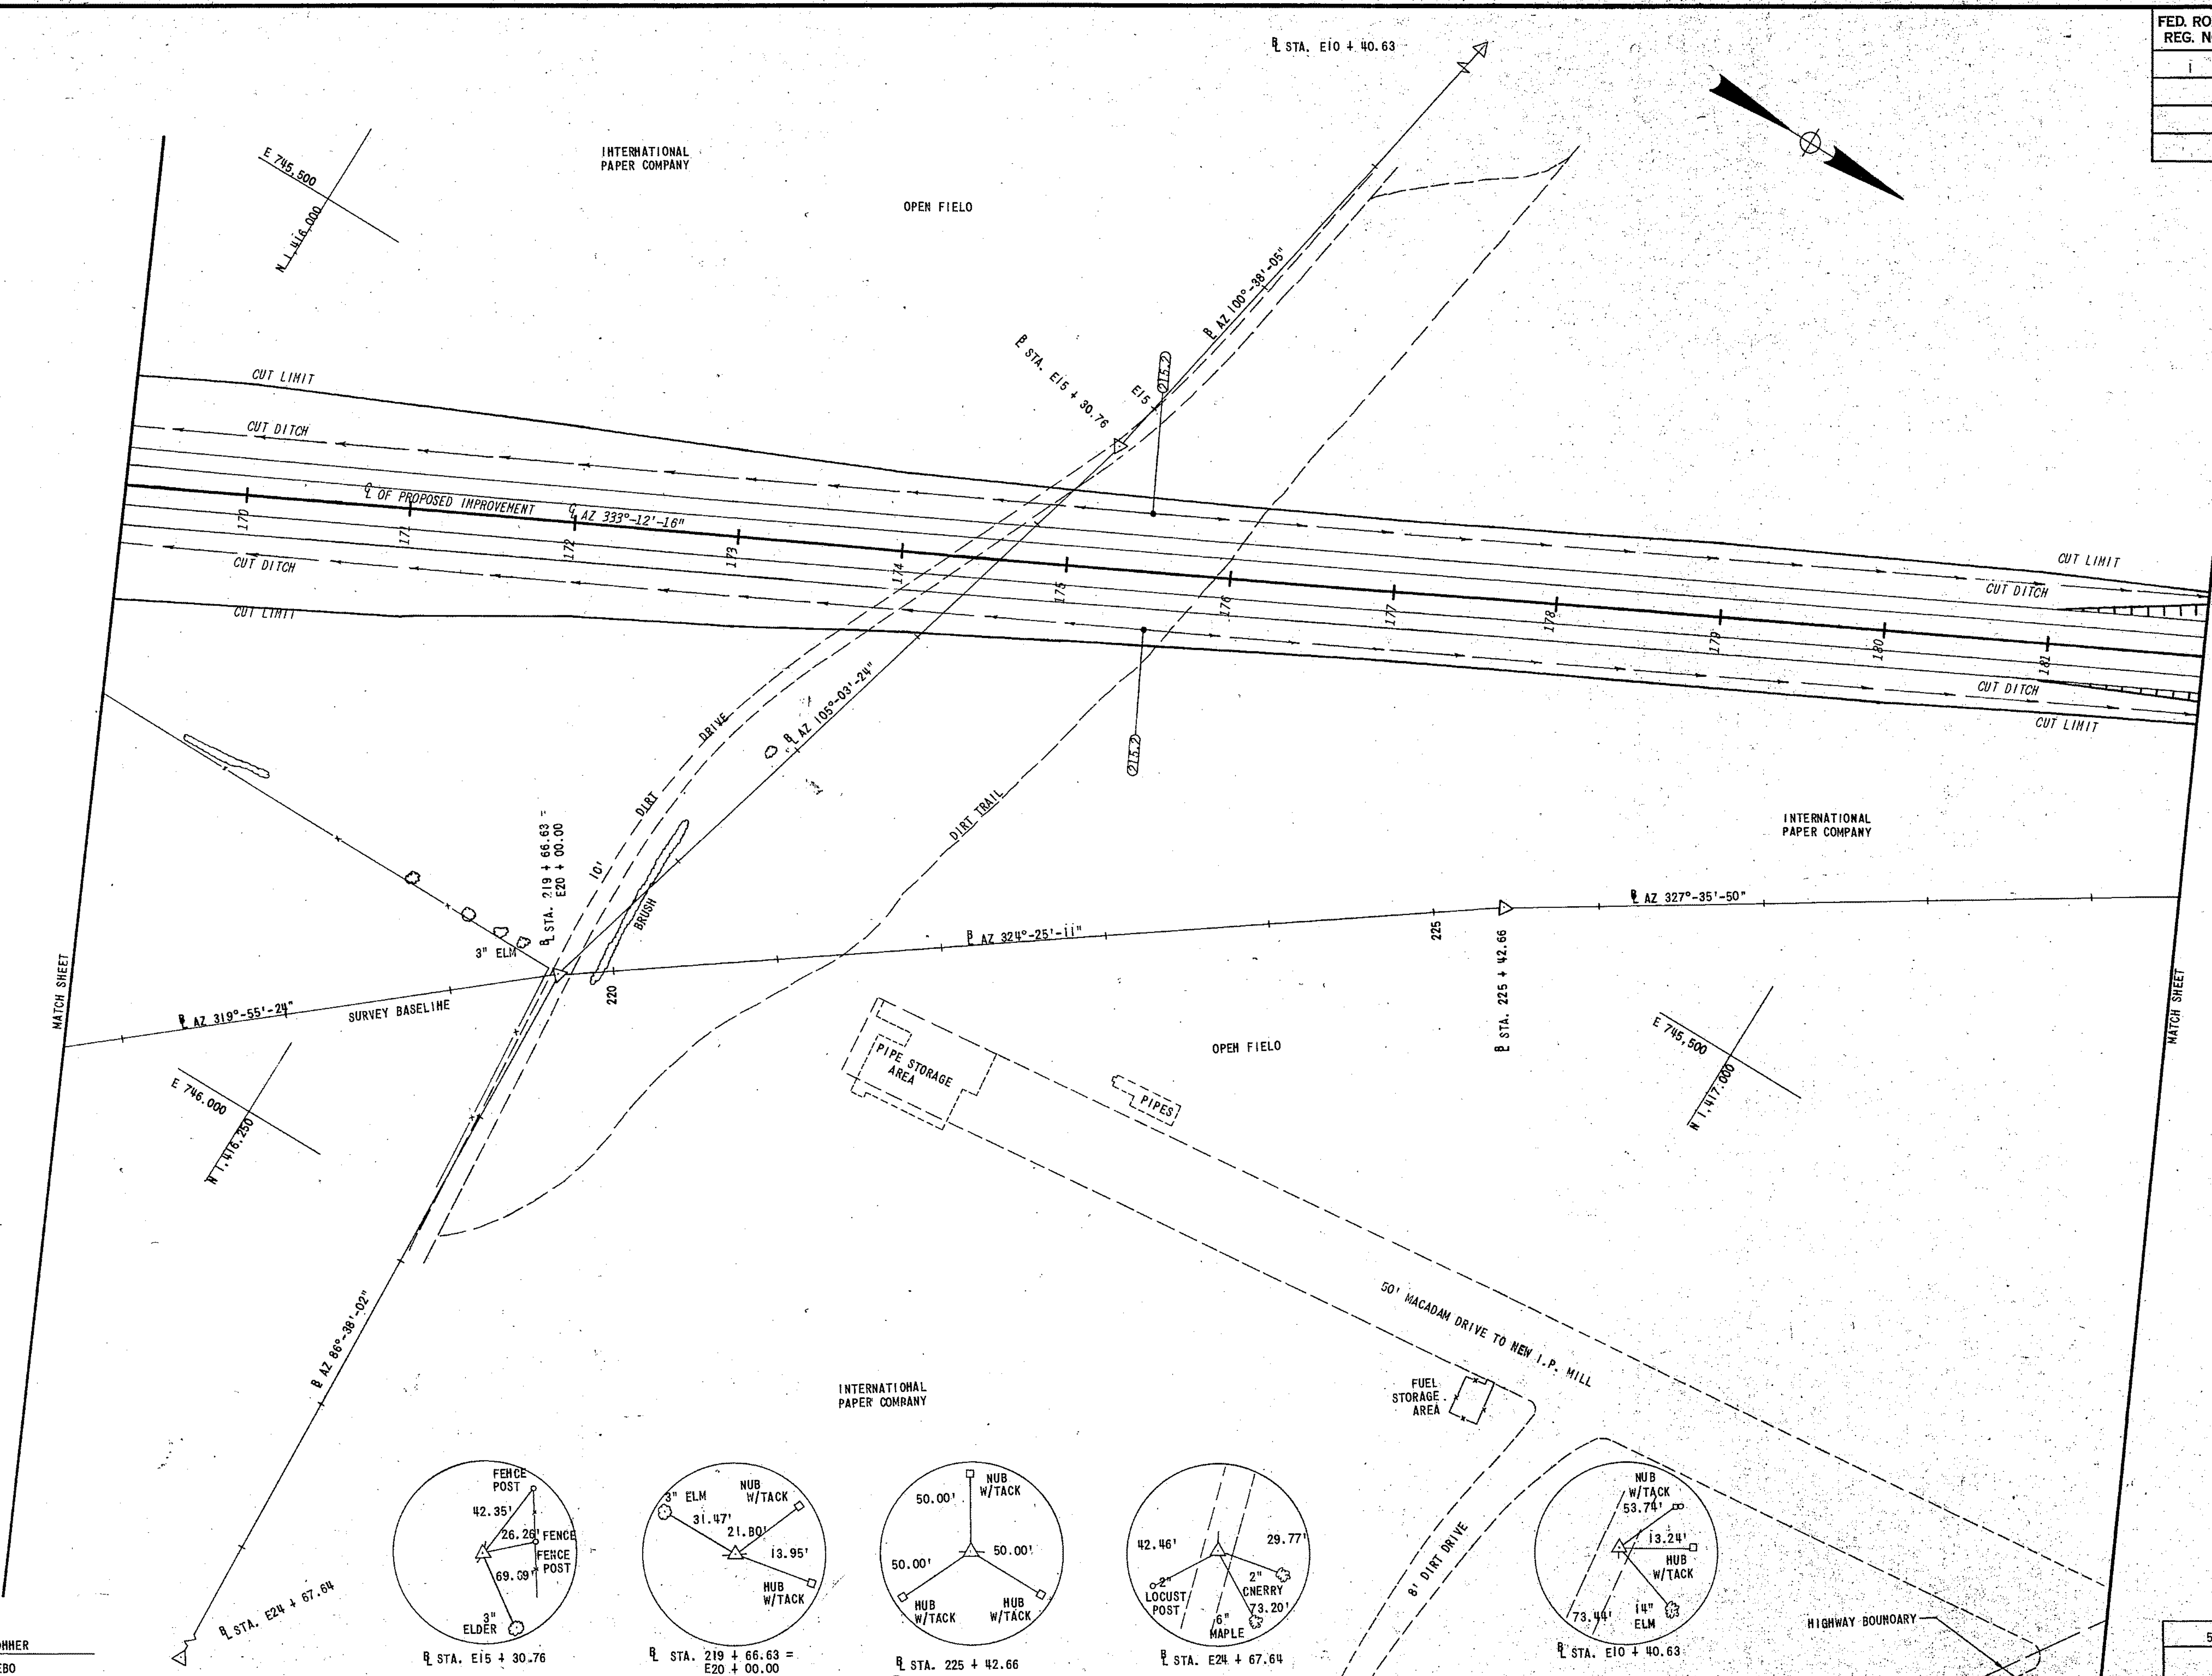 FED. RO
REG. N
1
℄ STA. E10 + 40.63
E 745,500
N 1,416,000
INTERNATIONAL
PAPER COMPANY
OPEN FIELD
℄ AZ 100°-38'-05"
℄ STA. E15 + 30.76
E15
215.2
CUT LIMIT
CUT DITCH
℄ OF PROPOSED IMPROVEMENT
℄ AZ 333°-12'-16"
170
171
172
173
174
175
176
177
178
179
180
181
CUT DITCH
CUT LIMIT
CUT LIMIT
CUT DITCH
CUT DITCH
CUT LIMIT
215.2
℄ AZ 105°-03'-24"
DRIVE
DIRT
10'
BRUSH
DIRT TRAIL
INTERNATIONAL
PAPER COMPANY
℄ STA. 219 + 66.63 =
E20 + 00.00
3" ELM
220
℄ AZ 324°-25'-11"
225
℄ STA. 225 + 42.66
℄ AZ 327°-35'-50"
MATCH SHEET
℄ AZ 319°-55'-24"
SURVEY BASELINE
MATCH SHEET
E 746.000
N 1,416.250
PIPE STORAGE
AREA
PIPES
OPEN FIELD
E 745,500
N 1,417.000
℄ AZ 86°-38'-02"
50' MACADAM DRIVE TO NEW I.P. MILL
INTERNATIONAL
PAPER COMPANY
FUEL
STORAGE
AREA
8' DIRT DRIVE
HIGHWAY BOUNDARY
℄ STA. E24 + 67.64
FENCE
POST
42.35'
26.26'
FENCE
FENCE
POST
69.69'
3"
ELDER
℄ STA. E15 + 30.76
3" ELM
31.47'
HUB
W/TACK
21.80'
13.95'
HUB
W/TACK
℄ STA. 219 + 66.63 =
E20 + 00.00
50.00'
HUB
W/TACK
50.00'
50.00'
HUB
W/TACK
HUB
W/TACK
℄ STA. 225 + 42.66
42.46'
29.77'
2"
LOCUST
POST
2"
CHERRY
73.20'
6"
MAPLE
℄ STA. E24 + 67.64
HUB
W/TACK
53.74'
13.24'
HUB
W/TACK
73.44'
14"
ELM
℄ STA. E10 + 40.63
HMER
EBO
5